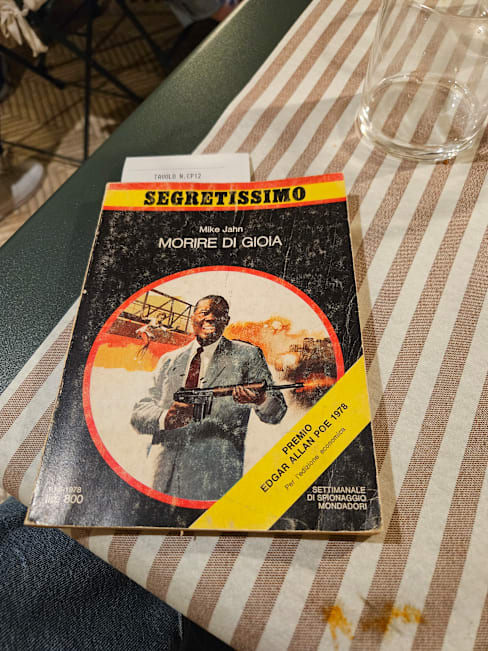 TAVOLO N.CP12
SEGRETISSIMO
Mike Jahn
MORIRE DI GIOIA
PREMIO
EDGAR ALLAN POE 1978
Per l'edizione economica
1978
lire 800
SETTIMANALE
DI SPIONAGGIO
MONDADORI